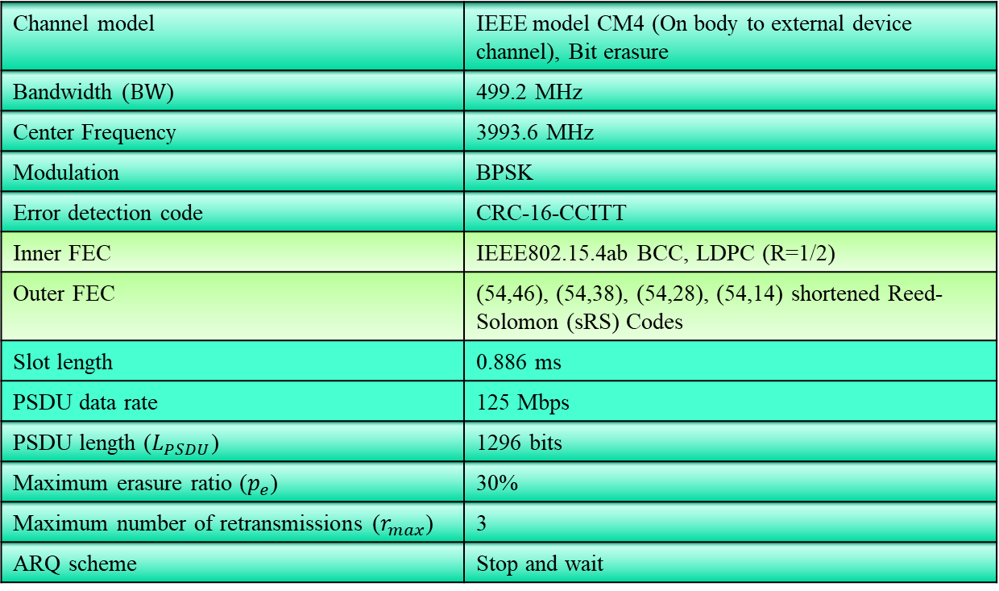 Channel model
IEEE model CM4 (On body to external device
channel), Bit erasure
Bandwidth (BW)
499.2 MHz
Center Frequency
3993.6 MHz
Modulation
BPSK
Error detection code
CRC-16-CCITT
Inner FEC
IEEE802.15.4ab BCC, LDPC (R=1/2)
Outer FEC
(54,46), (54,38), (54,28), (54,14) shortened Reed-
Solomon (sRS) Codes
Slot length
0.886 ms
PSDU data rate
125 Mbps
PSDU length (L_PSDU)
1296 bits
Maximum erasure ratio (p_e)
30%
Maximum number of retransmissions (r_max)
3
ARQ scheme
Stop and wait